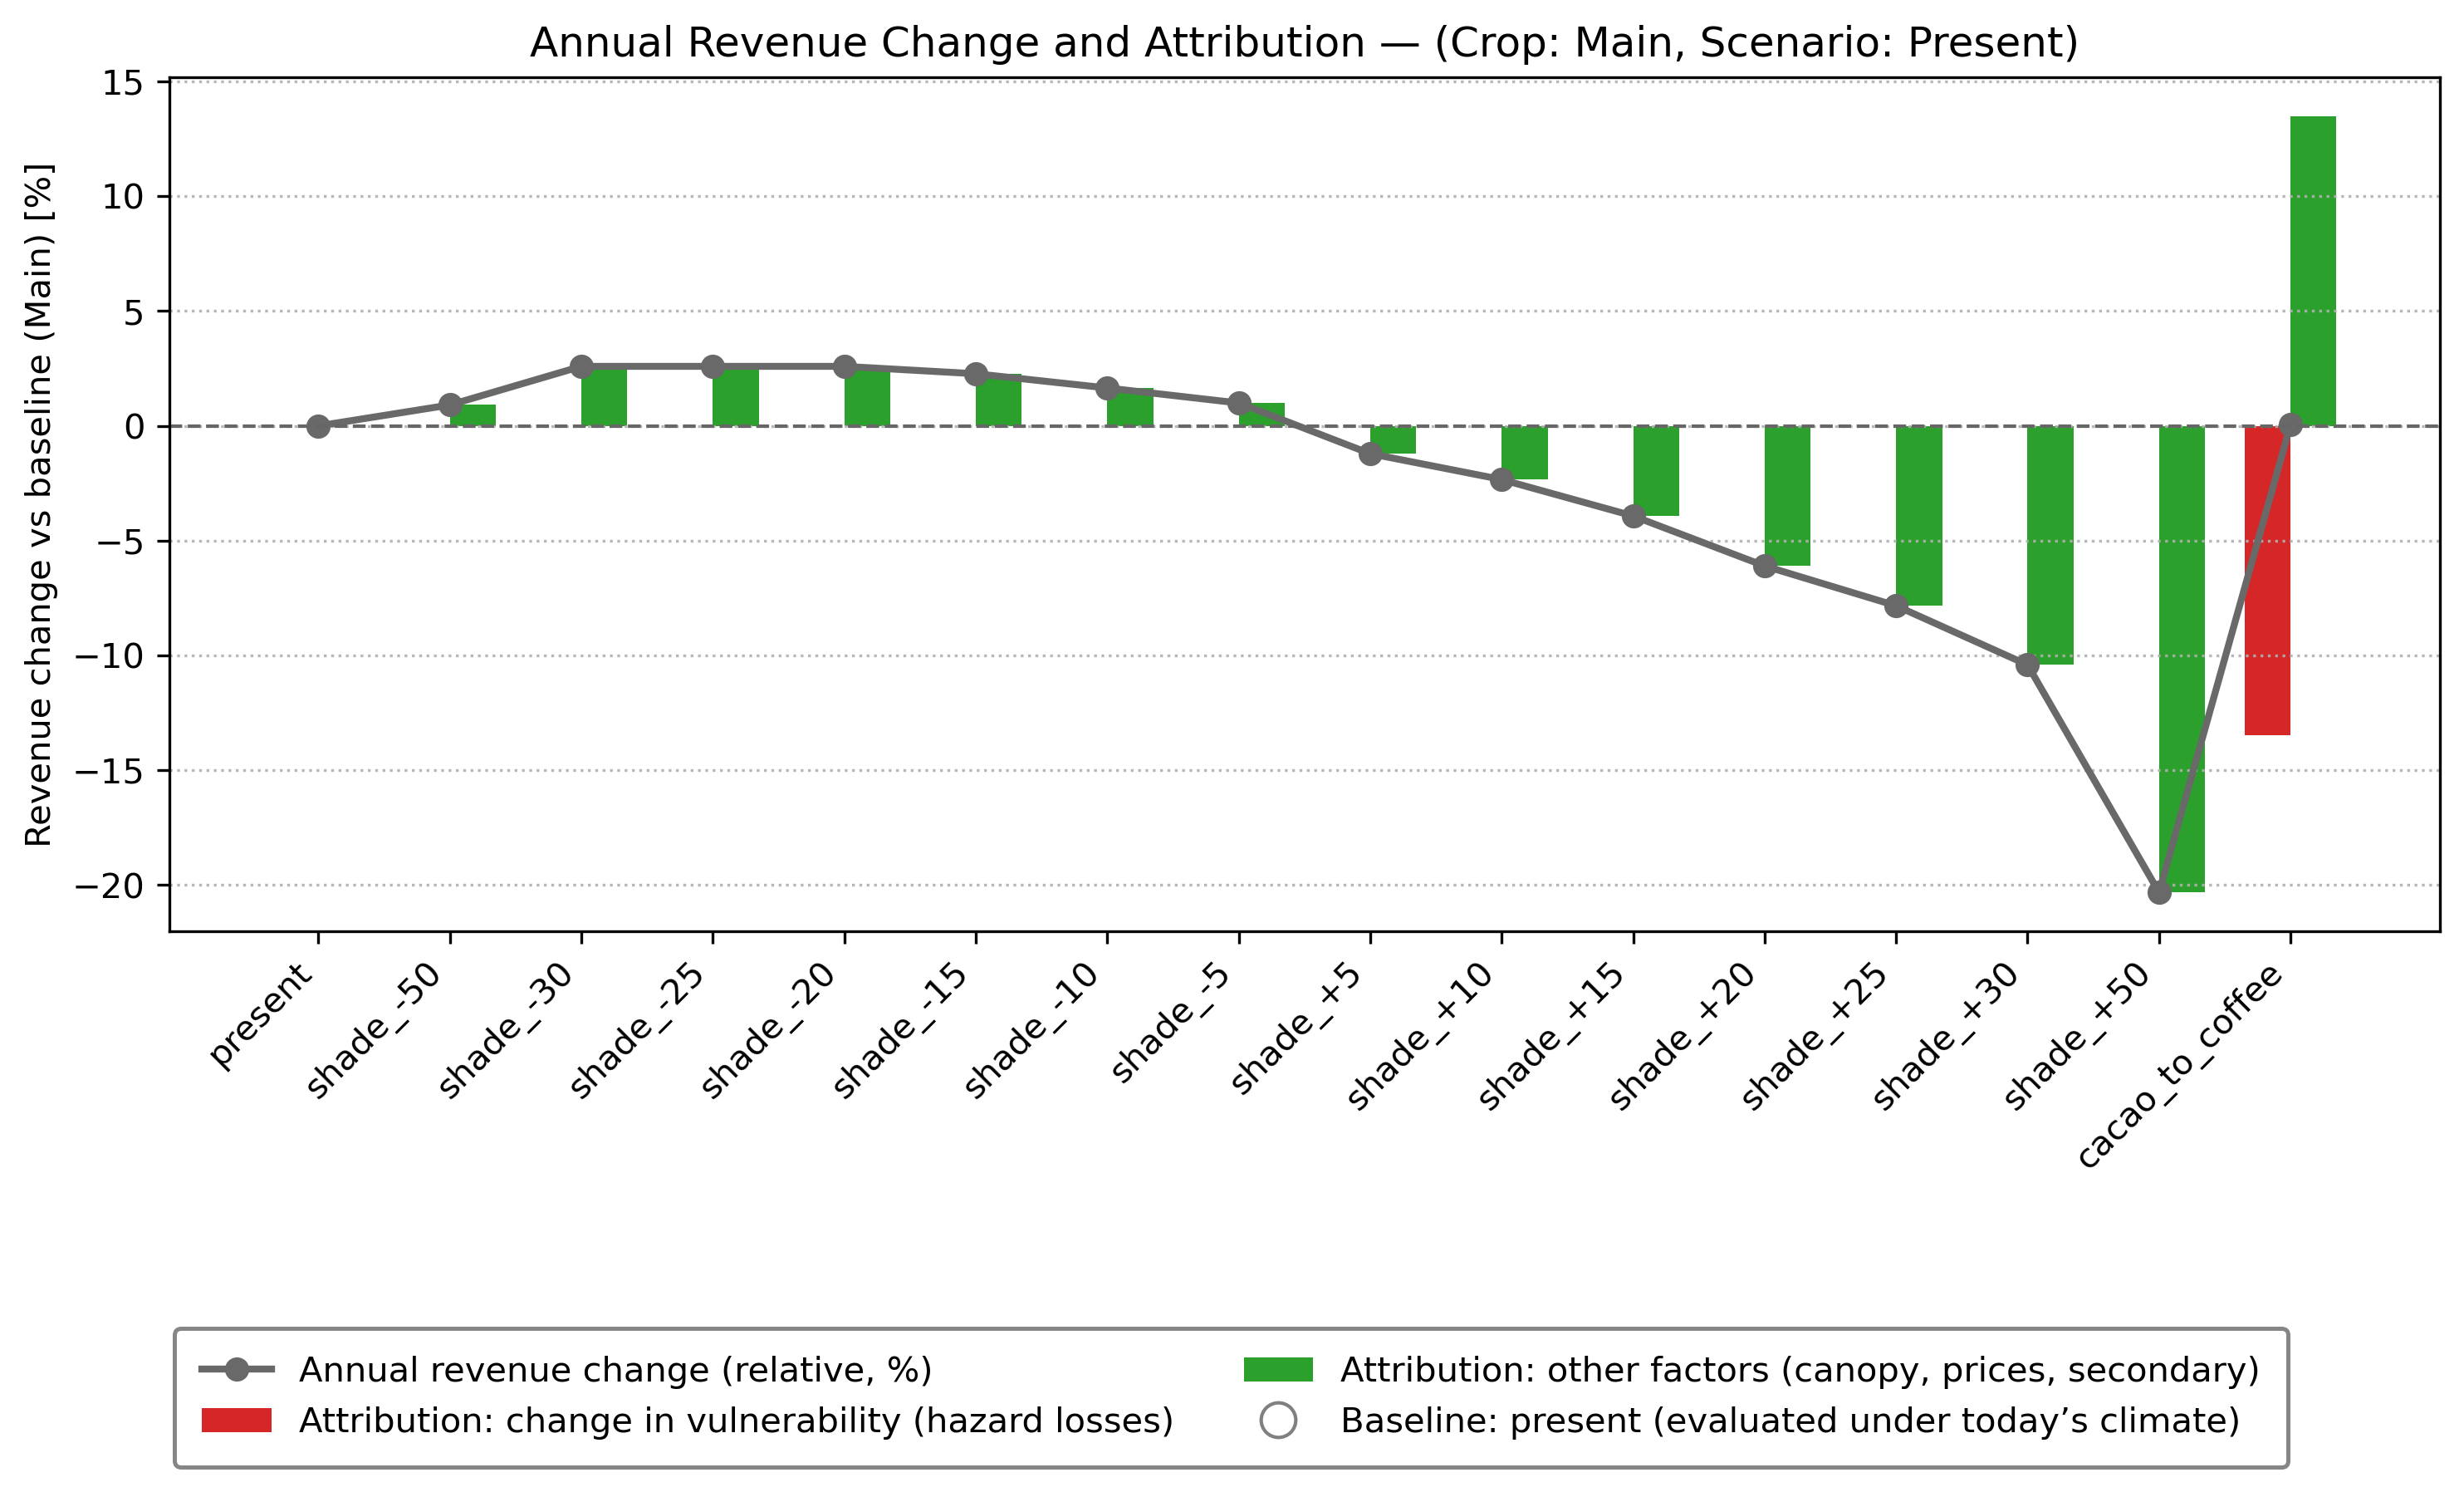 Annual Revenue Change and Attribution — (Crop: Main, Scenario: Present)
Revenue change vs baseline (Main) [%]
15
10
5
0
−5
−10
−15
−20
present
shade_-50
shade_-30
shade_-25
shade_-20
shade_-15
shade_-10
shade_-5
shade_+5
shade_+10
shade_+15
shade_+20
shade_+25
shade_+30
shade_+50
cacao_to_coffee
Annual revenue change (relative, %)
Attribution: change in vulnerability (hazard losses)
Attribution: other factors (canopy, prices, secondary)
Baseline: present (evaluated under today’s climate)